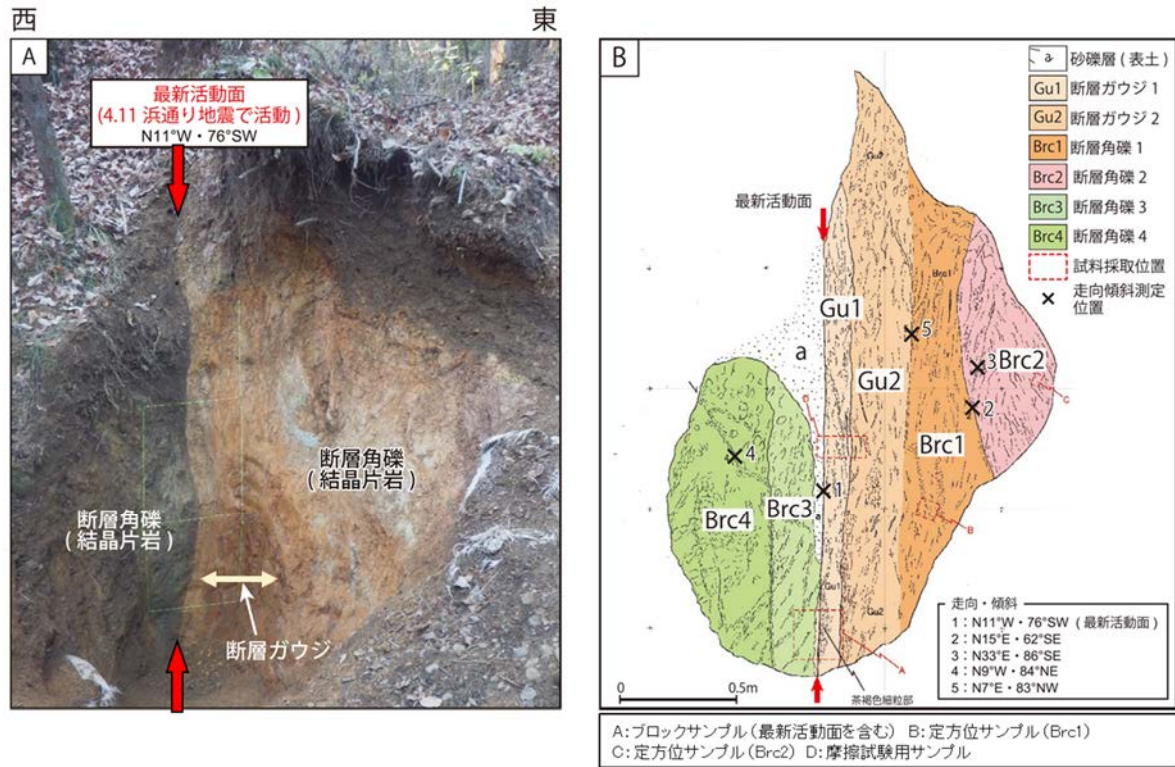 西
東
A
最新活動面
(4.11 浜通り地震で活動)
N11°W・76°SW
断層角礫
(結晶片岩)
断層角礫
(結晶片岩)
断層ガウジ
B
a 砂礫層(表土)
Gu1 断層ガウジ 1
Gu2 断層ガウジ 2
Brc1 断層角礫 1
Brc2 断層角礫 2
Brc3 断層角礫 3
Brc4 断層角礫 4
試料採取位置
走向傾斜測定
位置
最新活動面
Gu2
Gu1
Brc1
a
Gu2
5
3
Brc2
2
C
D
Brc1
4
1
Brc4
Brc3
a
B
Gu1
Gu2
A
茶褐色細粒部
0
0.5m
走向・傾斜
1:N11°W・76°SW (最新活動面)
2:N15°E・62°SE
3:N33°E・86°SE
4:N9°W・84°NE
5:N7°E・83°NW
A:ブロックサンプル(最新活動面を含む) B:定方位サンプル(Brc1)
C:定方位サンプル(Brc2) D:摩擦試験用サンプル